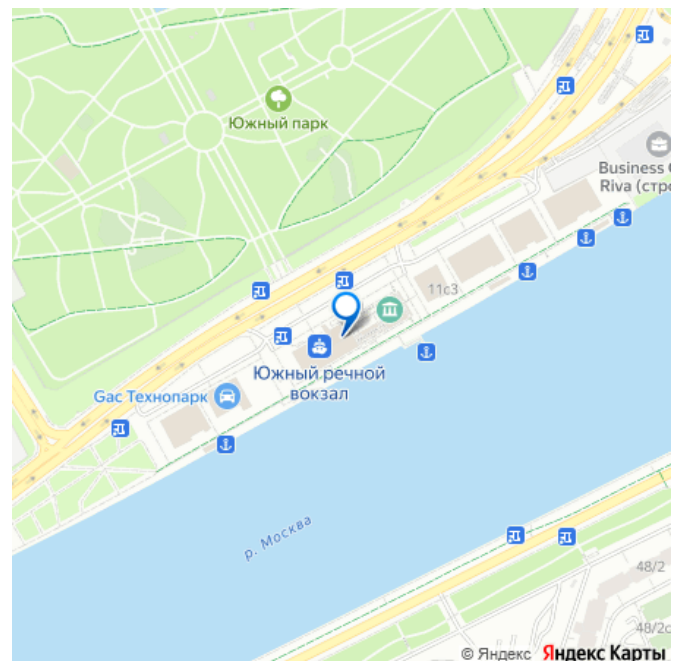 Южный парк
Business
Riva (стро
11с3
Южный речной
вокзал
Gac Технопарк
р. Москва
48/2
48/2с
© Яндекс Яндекс Карты